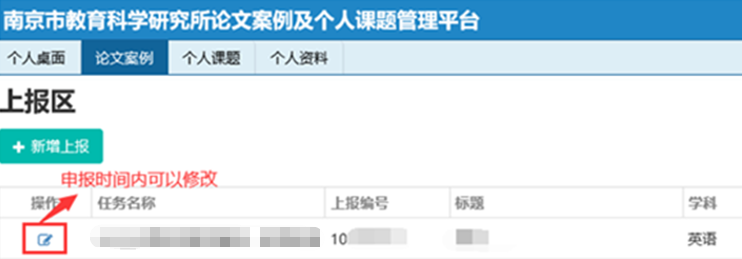 南京市教育科学研究所论文案例及个人课题管理平台
个人桌面 论文案例 个人课题 个人资料
上报区
+ 新增上报
申报时间内可以修改
操作 任务名称 上报编号 标题 学科
10 英语